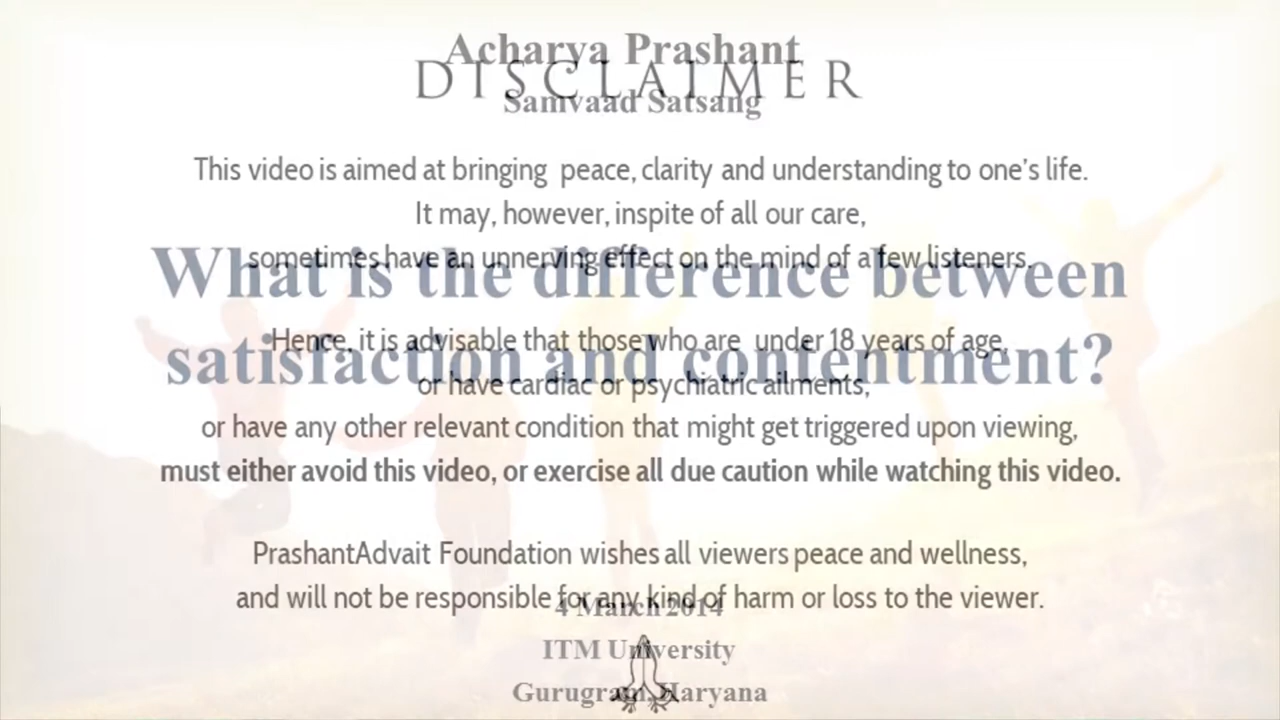 Acharya Prashant
DISCLAIMER
Samvaad Satsang
This video is aimed at bringing peace, clarity and understanding to one's life.
It may, however, inspite of all our care,
sometimes have an unnerving effect on the mind of a few listeners.
What is the difference between
Hence, it is advisable that those who are under 18 years of age,
satisfaction and contentment?
or have cardiac or psychiatric ailments,
or have any other relevant condition that might get triggered upon viewing,
must either avoid this video, or exercise all due caution while watching this video.
PrashantAdvait Foundation wishes all viewers peace and wellness,
and will not be responsible for any kind of harm or loss to the viewer.
4 March 2014
ITM University
Gurugram, Haryana